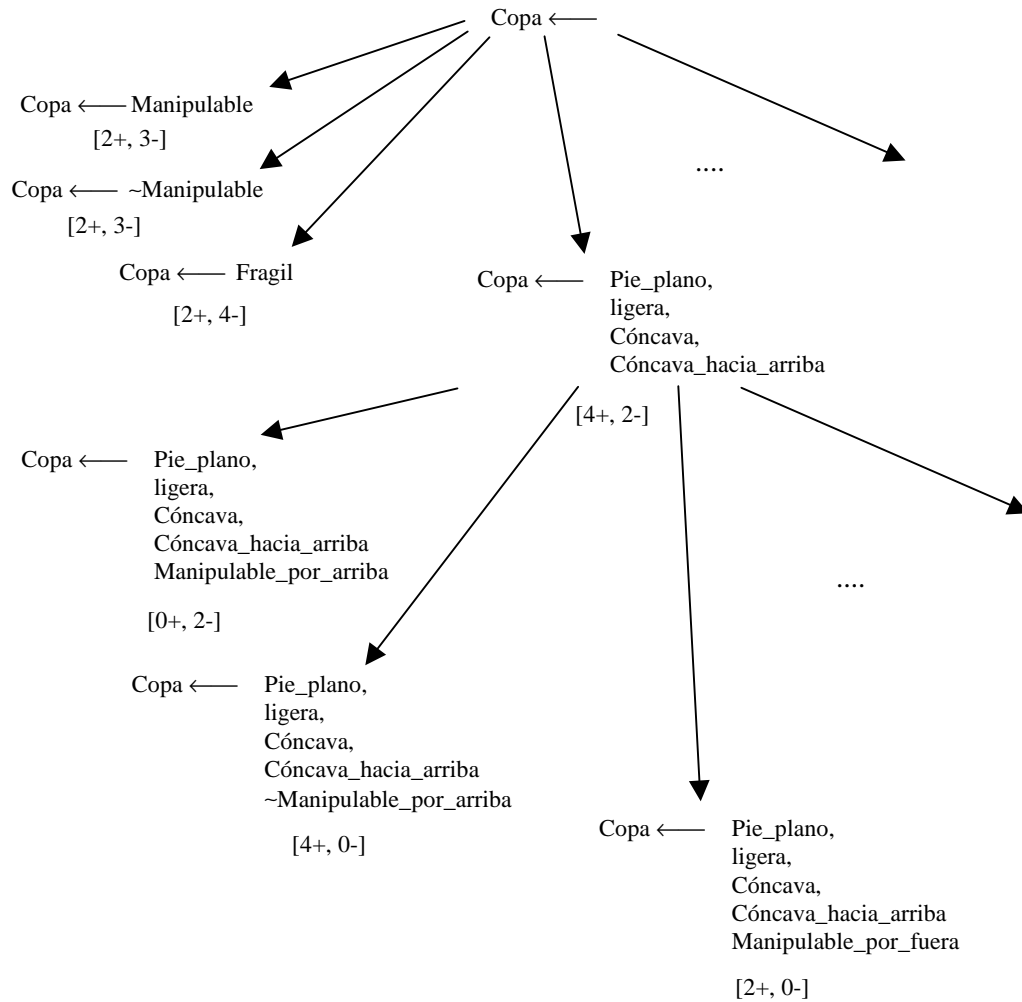 Copa ←
Copa ← Manipulable
[2+, 3-]
Copa ← ~Manipulable
[2+, 3-]
Copa ← Fragil
[2+, 4-]
....
Copa ← Pie_plano,
ligera,
Cóncava,
Cóncava_hacia_arriba
[4+, 2-]
Copa ← Pie_plano,
ligera,
Cóncava,
Cóncava_hacia_arriba
Manipulable_por_arriba
[0+, 2-]
....
Copa ← Pie_plano,
ligera,
Cóncava,
Cóncava_hacia_arriba
~Manipulable_por_arriba
[4+, 0-]
Copa ← Pie_plano,
ligera,
Cóncava,
Cóncava_hacia_arriba
Manipulable_por_fuera
[2+, 0-]